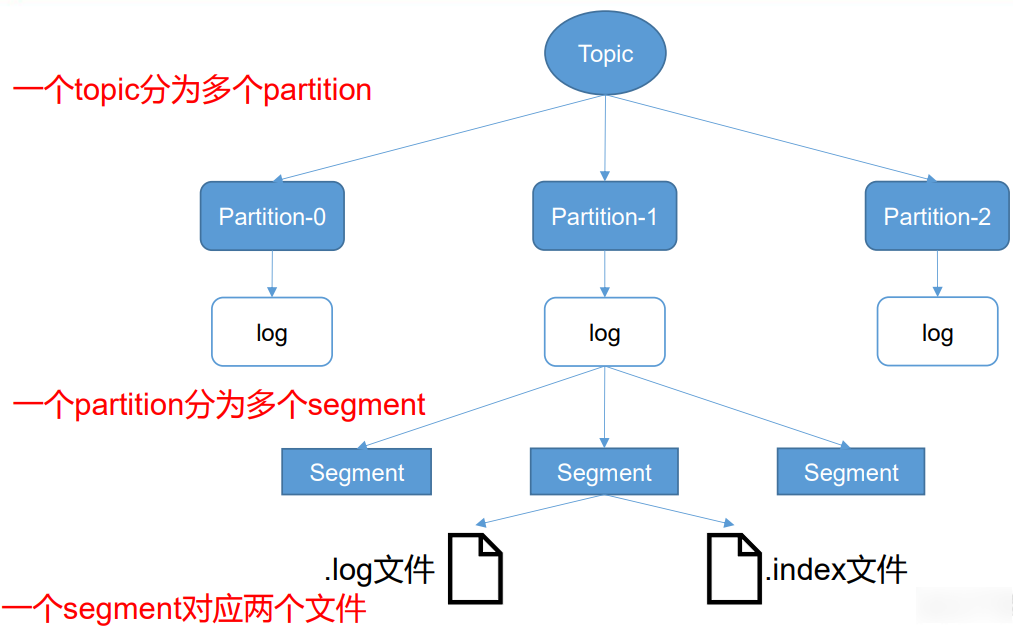 Topic
一个topic分为多个partition
Partition-0
Partition-1
Partition-2
log
log
log
一个partition分为多个segment
Segment
Segment
Segment
.log文件
.index文件
一个segment对应两个文件